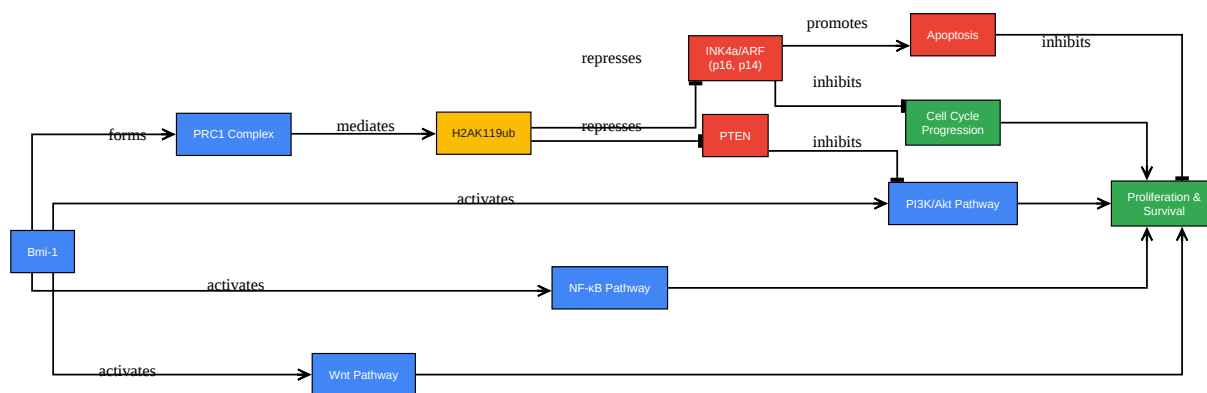 promotes
Apoptosis
inhibits
represses
INK4a/ARF
(p16, p14)
inhibits
forms
PRC1 Complex
mediates
H2AK119ub
represses
PTEN
inhibits
Cell Cycle
Progression
activates
PI3K/Akt Pathway
Proliferation &
Survival
Bmi-1
activates
NF-κB Pathway
activates
Wnt Pathway